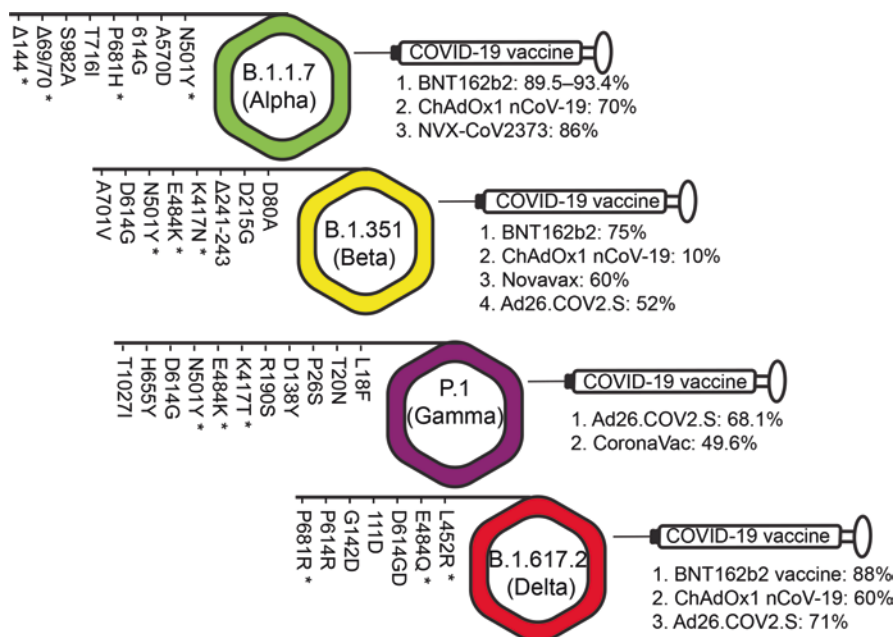 Δ144 *
Δ69/70 *
S982A
T716I
P681H *
614G
A570D
N501Y *
B.1.1.7
(Alpha)
COVID-19 vaccine
1. BNT162b2: 89.5–93.4%
2. ChAdOx1 nCoV-19: 70%
3. NVX-CoV2373: 86%
A701V
D614G
N501Y *
E484K *
K417N *
Δ241-243
D215G
D80A
B.1.351
(Beta)
COVID-19 vaccine
1. BNT162b2: 75%
2. ChAdOx1 nCoV-19: 10%
3. Novavax: 60%
4. Ad26.COV2.S: 52%
T1027I
H655Y
D614G
N501Y *
E484K *
K417T *
R190S
D138Y
P26S
T20N
L18F
P.1
(Gamma)
COVID-19 vaccine
1. Ad26.COV2.S: 68.1%
2. CoronaVac: 49.6%
P681R *
P614R
G142D
111D
D614GD
E484Q *
L452R *
B.1.617.2
(Delta)
COVID-19 vaccine
1. BNT162b2 vaccine: 88%
2. ChAdOx1 nCoV-19: 60%
3. Ad26.COV2.S: 71%